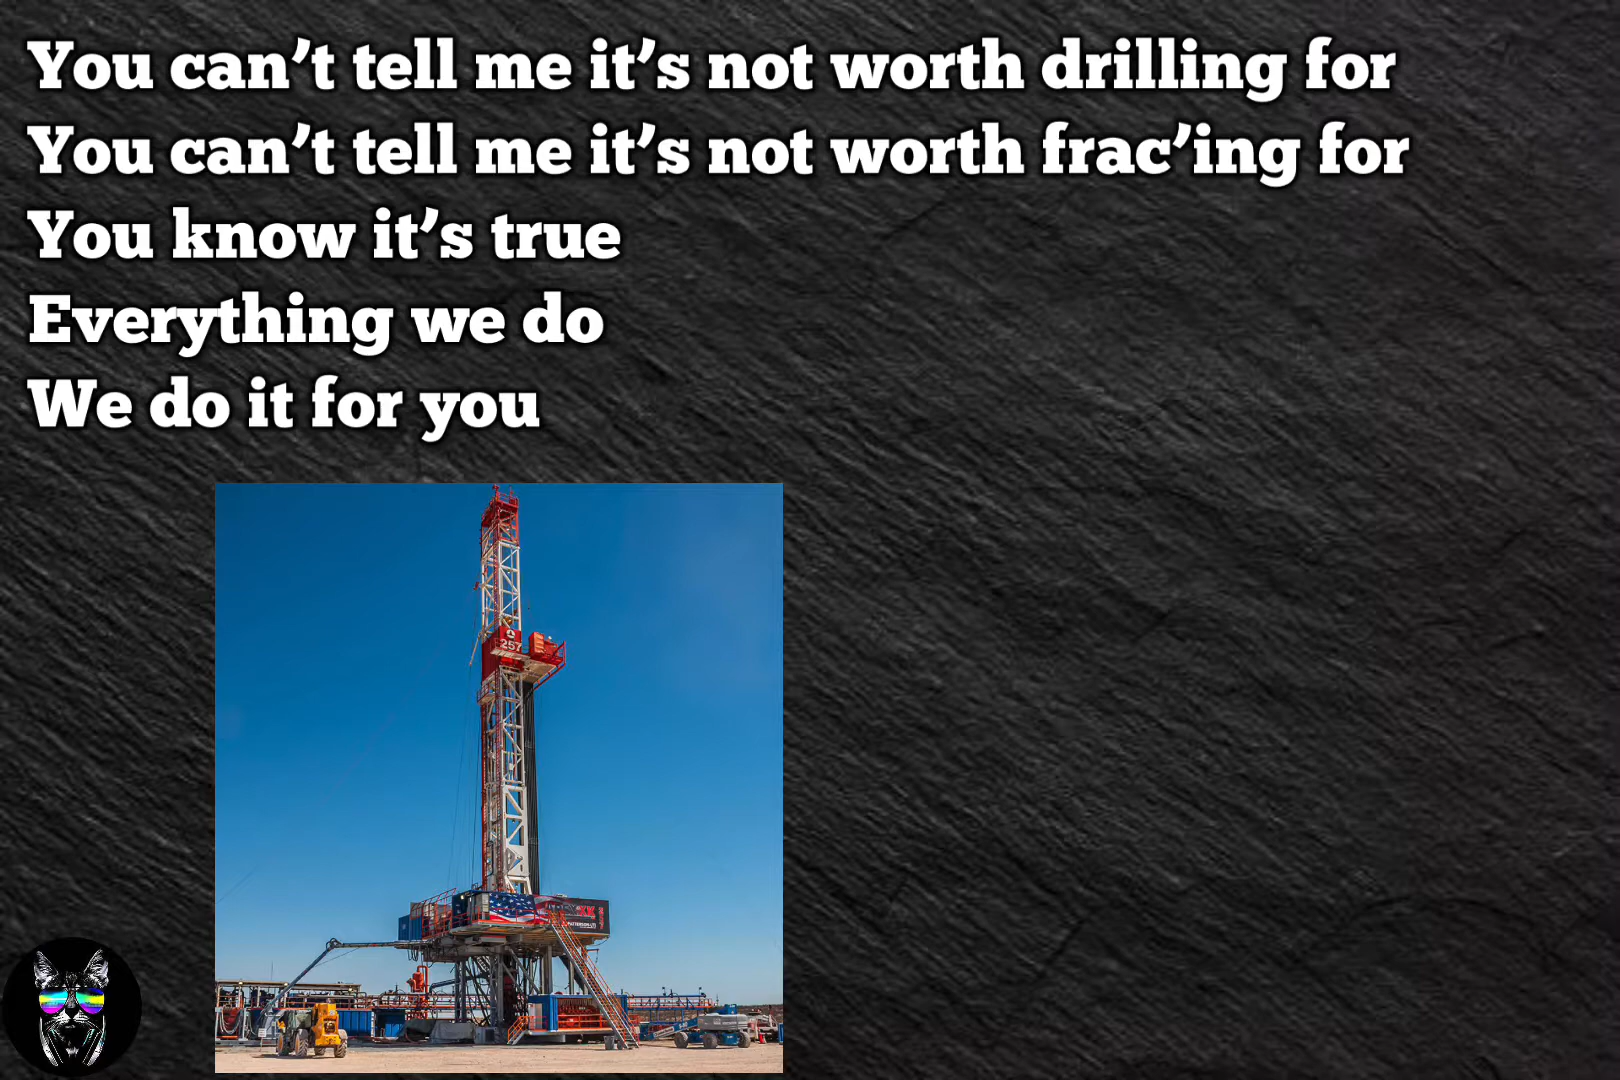 You can’t tell me it’s not worth drilling for
You can’t tell me it’s not worth frac’ing for
You know it’s true
Everything we do
We do it for you
257